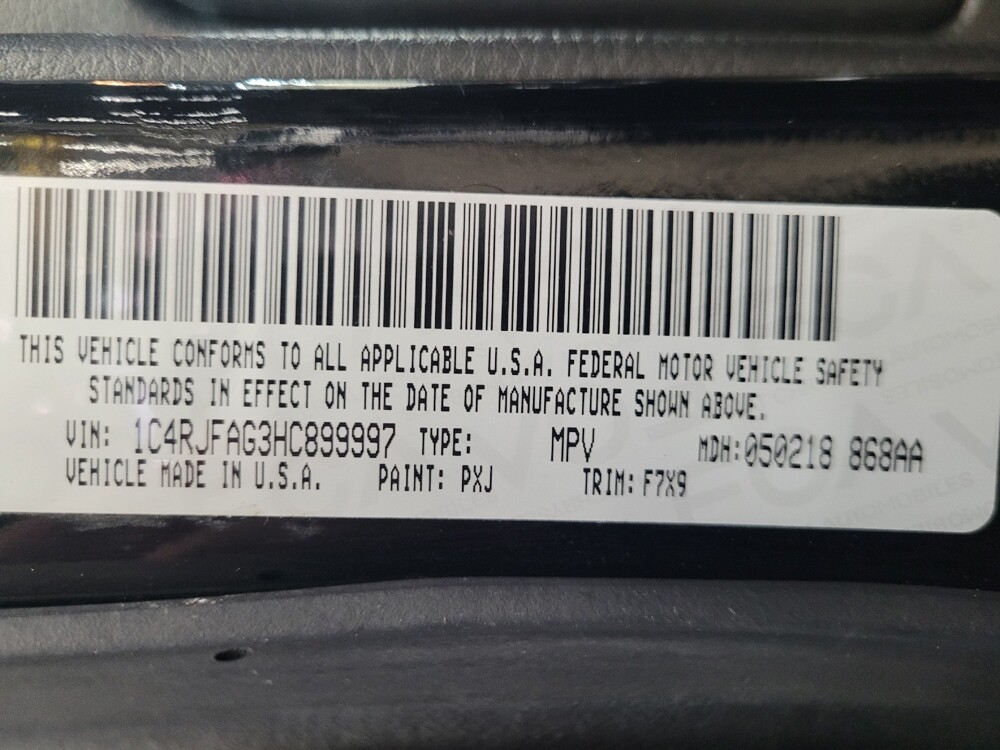 THIS VEHICLE CONFORMS TO ALL APPLICABLE U.S.A. FEDERAL MOTOR VEHICLE SAFETY
STANDARDS IN EFFECT ON THE DATE OF MANUFACTURE SHOWN ABOVE.
VIN: 1C4RJFAG3HC899997 TYPE: MPV MDH:050218 868AA
VEHICLE MADE IN U.S.A. PAINT: PXJ TRIM: F7X9